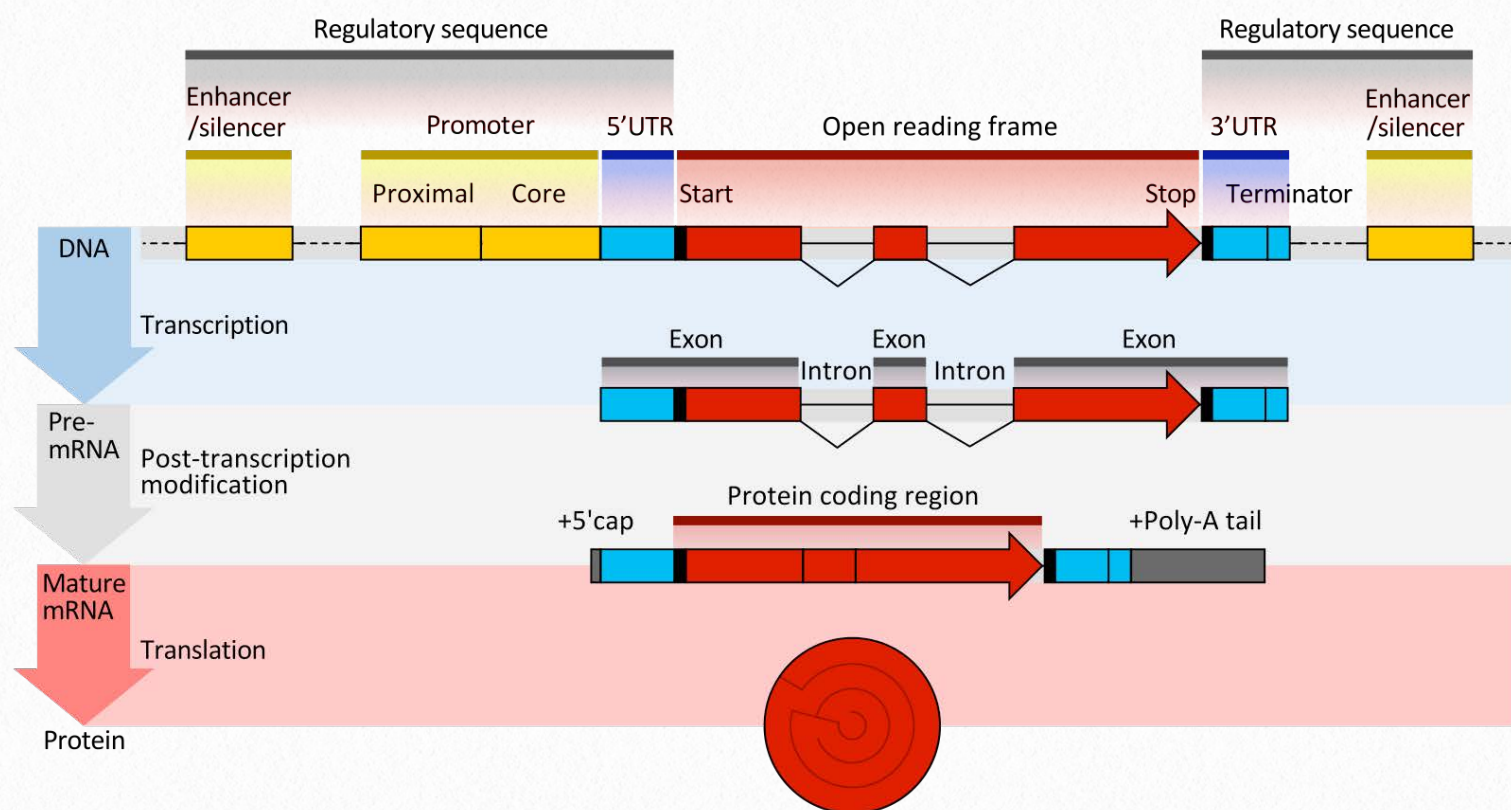 Regulatory sequence
Regulatory sequence
Enhancer
/silencer
Promoter
5’UTR
Open reading frame
3’UTR
Enhancer
/silencer
Proximal
Core
Start
Stop
Terminator
DNA
Transcription
Exon
Exon
Exon
Intron
Intron
Pre-
mRNA
Post-transcription
modification
Protein coding region
+5'cap
+Poly-A tail
Mature
mRNA
Translation
Protein